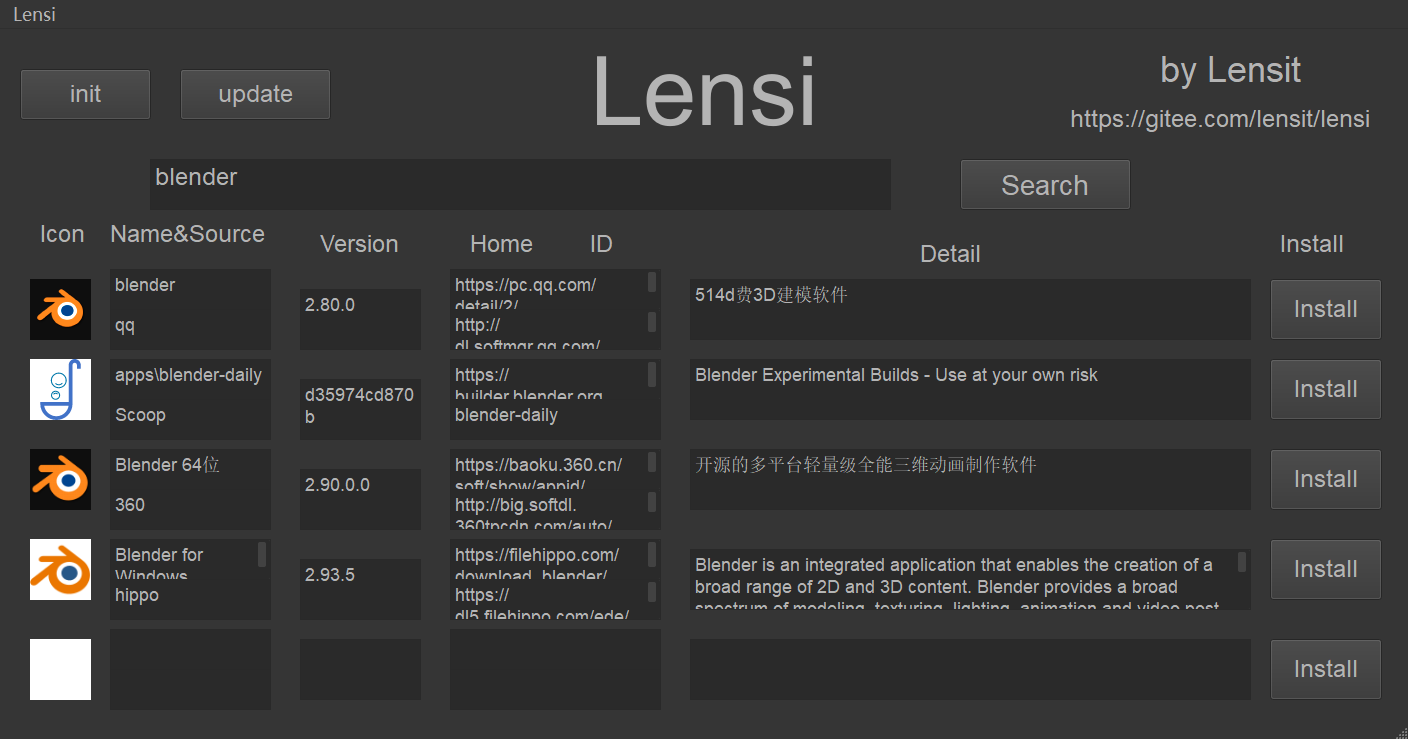 Lensi
init
update
Lensi
by Lensit
https://gitee.com/lensit/lensi
blender
Search
Icon
Name&Source
Version
Home
ID
Detail
Install
blender
qq
2.80.0
https://pc.qq.com/
detail/2/
http://
dl.softmgr.qq.com/
514d费3D建模软件
Install
apps\blender-daily
Scoop
d35974cd870
b
https://
builder.blender.org
blender-daily
Blender Experimental Builds - Use at your own risk
Install
Blender 64位
360
2.90.0.0
https://baoku.360.cn/
soft/show/appid/
http://big.softdl.
360tpcdn.com/auto/
开源的多平台轻量级全能三维动画制作软件
Install
Blender for
Windows
hippo
2.93.5
https://filehippo.com/
download_blender/
https://
dl5.filehippo.com/ede/
Blender is an integrated application that enables the creation of a
broad range of 2D and 3D content. Blender provides a broad
spectrum of modeling, texturing, lighting, animation and video post
Install
Install